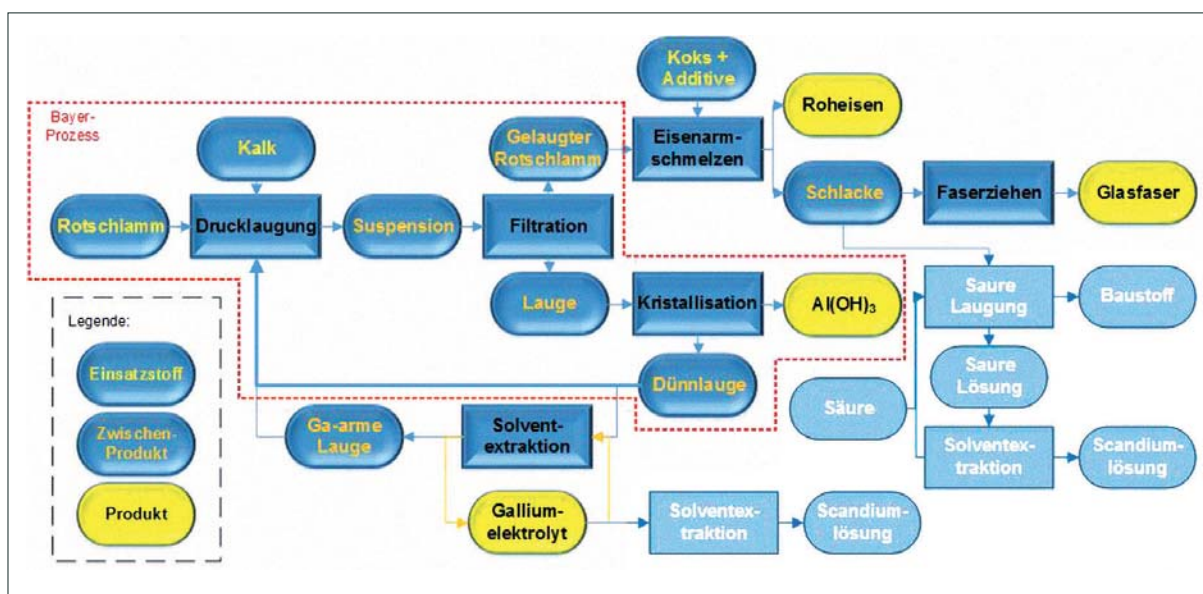 Koks +
Additive
Roheisen
Bayer-
Prozess
Kalk
Gelaugter
Rotschlamm
Eisenarm-
schmelzen
Rotschlamm
Drucklaugung
Suspension
Filtration
Schlacke
Faserziehen
Glasfaser
Lauge
Kristallisation
Al(OH)₃
Saure
Laugung
Baustoff
Legende:
Einsatzstoff
Zwischen-
Produkt
Produkt
Dünnlauge
Saure
Lösung
Säure
Ga-arme
Lauge
Solvent-
extraktion
Solventex-
traktion
Scandium-
lösung
Gallium-
elektrolyt
Solventex-
traktion
Scandium-
lösung